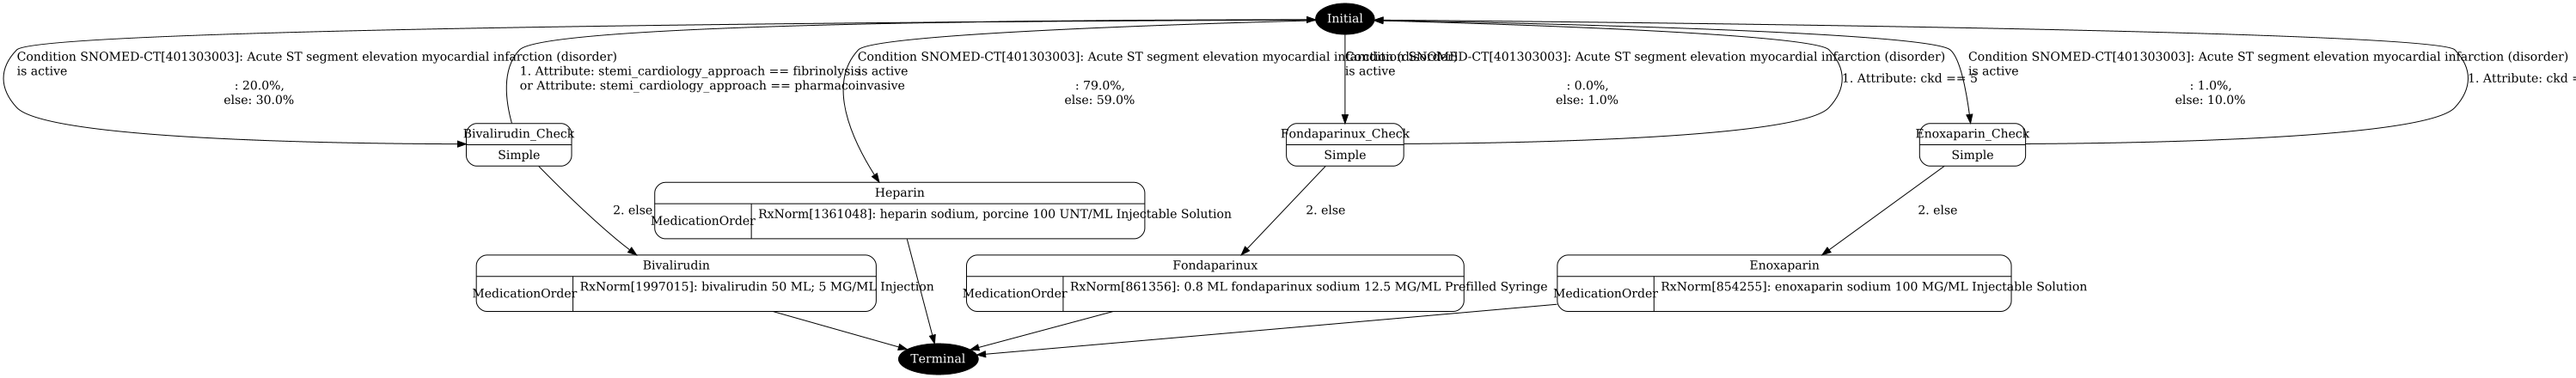 Initial
Condition SNOMED-CT[401303003]: Acute ST segment elevation myocardial infarction (disorder)
is active
: 20.0%,
else: 30.0%
1. Attribute: stemi_cardiology_approach == fibrinolysis
or Attribute: stemi_cardiology_approach == pharmacoinvasive
Condition SNOMED-CT[401303003]: Acute ST segment elevation myocardial infarction (disorder)
is active
: 79.0%,
else: 59.0%
Condition SNOMED-CT[401303003]: Acute ST segment elevation myocardial infarction (disorder)
is active
: 0.0%,
else: 1.0%
1. Attribute: ckd == 5
Condition SNOMED-CT[401303003]: Acute ST segment elevation myocardial infarction (disorder)
is active
: 1.0%,
else: 10.0%
1. Attribute: ckd =
Bivalirudin_Check
Simple
Fondaparinux_Check
Simple
Enoxaparin_Check
Simple
2. else
Heparin
MedicationOrder
RxNorm[1361048]: heparin sodium, porcine 100 UNT/ML Injectable Solution
2. else
2. else
Bivalirudin
MedicationOrder
RxNorm[1997015]: bivalirudin 50 ML; 5 MG/ML Injection
Fondaparinux
MedicationOrder
RxNorm[861356]: 0.8 ML fondaparinux sodium 12.5 MG/ML Prefilled Syringe
Enoxaparin
MedicationOrder
RxNorm[854255]: enoxaparin sodium 100 MG/ML Injectable Solution
Terminal